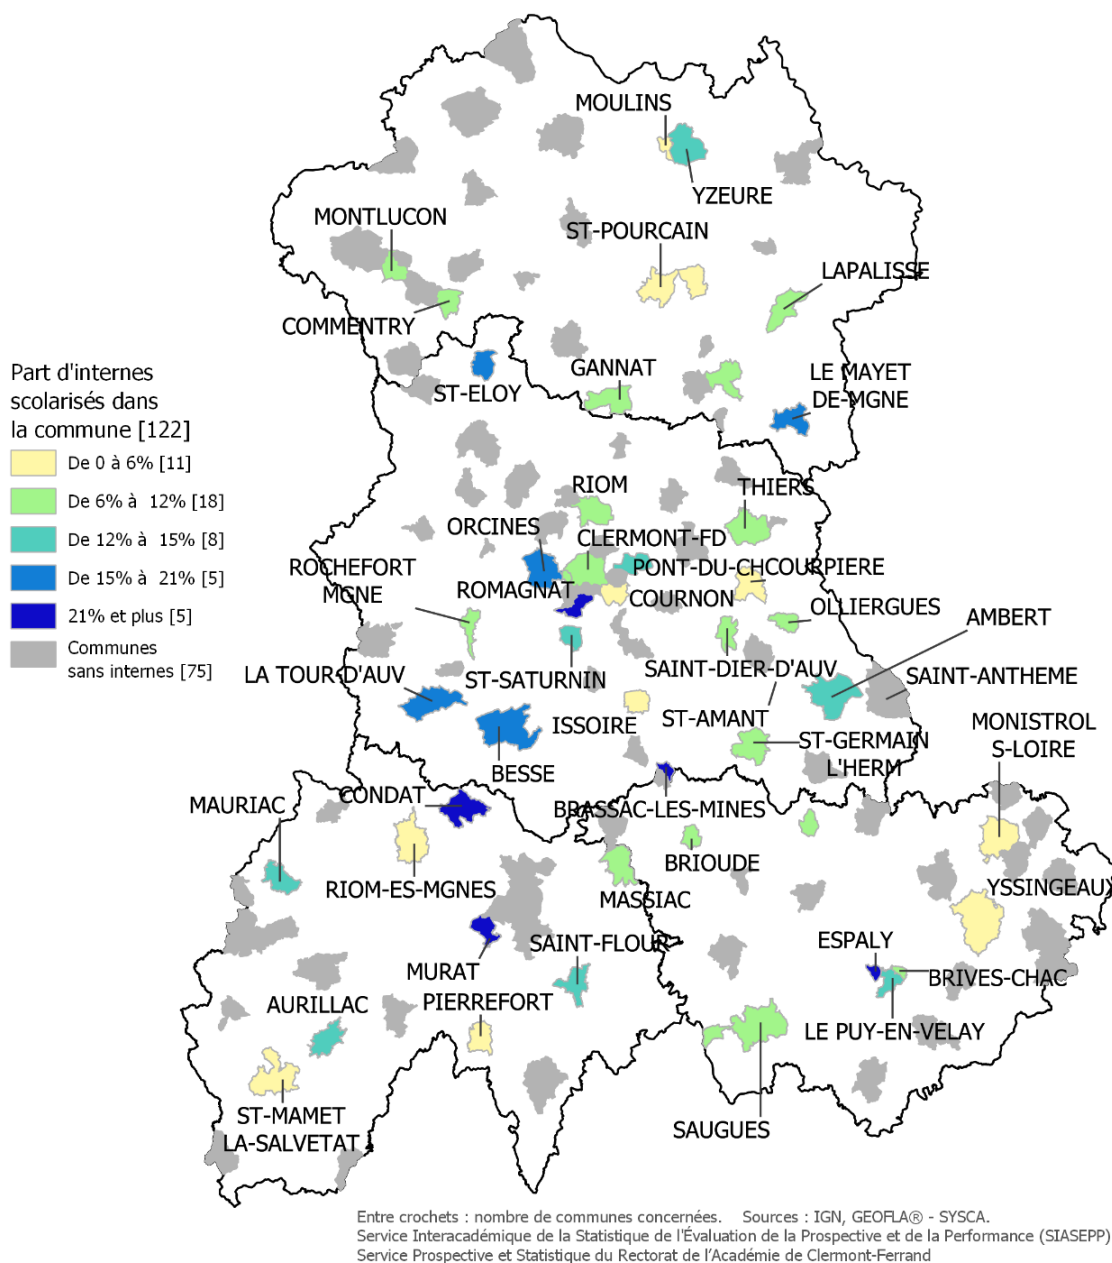 MOULINS
YZEURE
MONTLUCON
ST-POURCAIN
LAPALISSE
COMMENTRY
Part d'internes
scolarisés dans
la commune [122]
De 0 à 6% [11]
De 6% à 12% [18]
De 12% à 15% [8]
De 15% à 21% [5]
21% et plus [5]
Communes
sans internes [75]
ST-ELOY
GANNAT
LE MAYET
DE-MGNE
RIOM
THIERS
ORCINES
CLERMONT-FD
ROCHEFORT
MGNE
ROMAGNAT
PONT-DU-CHCOURPIERE
COURNON
OLLIERGUES
AMBERT
LA TOUR-D'AUV
ST-SATURNIN
SAINT-DIER-D'AUV
SAINT-ANTHEME
ISSOIRE
ST-AMANT
ST-GERMAIN
L'HERM
MONISTROL
S-LOIRE
BESSE
MAURIAC
CONDAT
BRASSAC-LES-MINES
BRIOUDE
RIOM-ES-MGNES
MASSIAC
YSSINGEAUX
MURAT
SAINT-FLOUR
ESPALY
BRIVES-CHAC
AURILLAC
PIERREFORT
LE PUY-EN-VELAY
ST-MAMET
LA-SALVETAT
SAUGUES
Entre crochets : nombre de communes concernées. Sources : IGN, GEOFLA® - SYSCA.
Service Interacadémique de la Statistique de l'Évaluation de la Prospective et de la Performance (SIASEPP)
Service Prospective et Statistique du Rectorat de l'Académie de Clermont-Ferrand